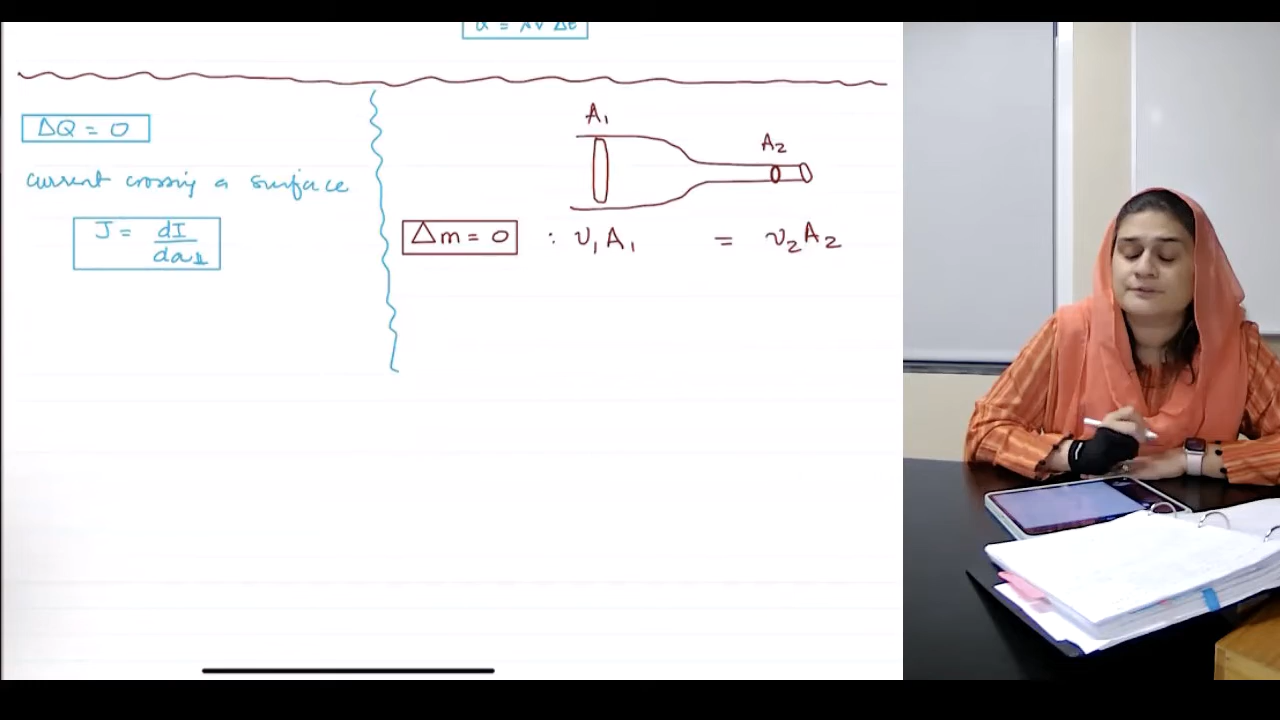 ΔQ = 0
current crossing a surface
J = dI / da⊥
A₁
A₂
Δm = 0 : v₁A₁ = v₂A₂